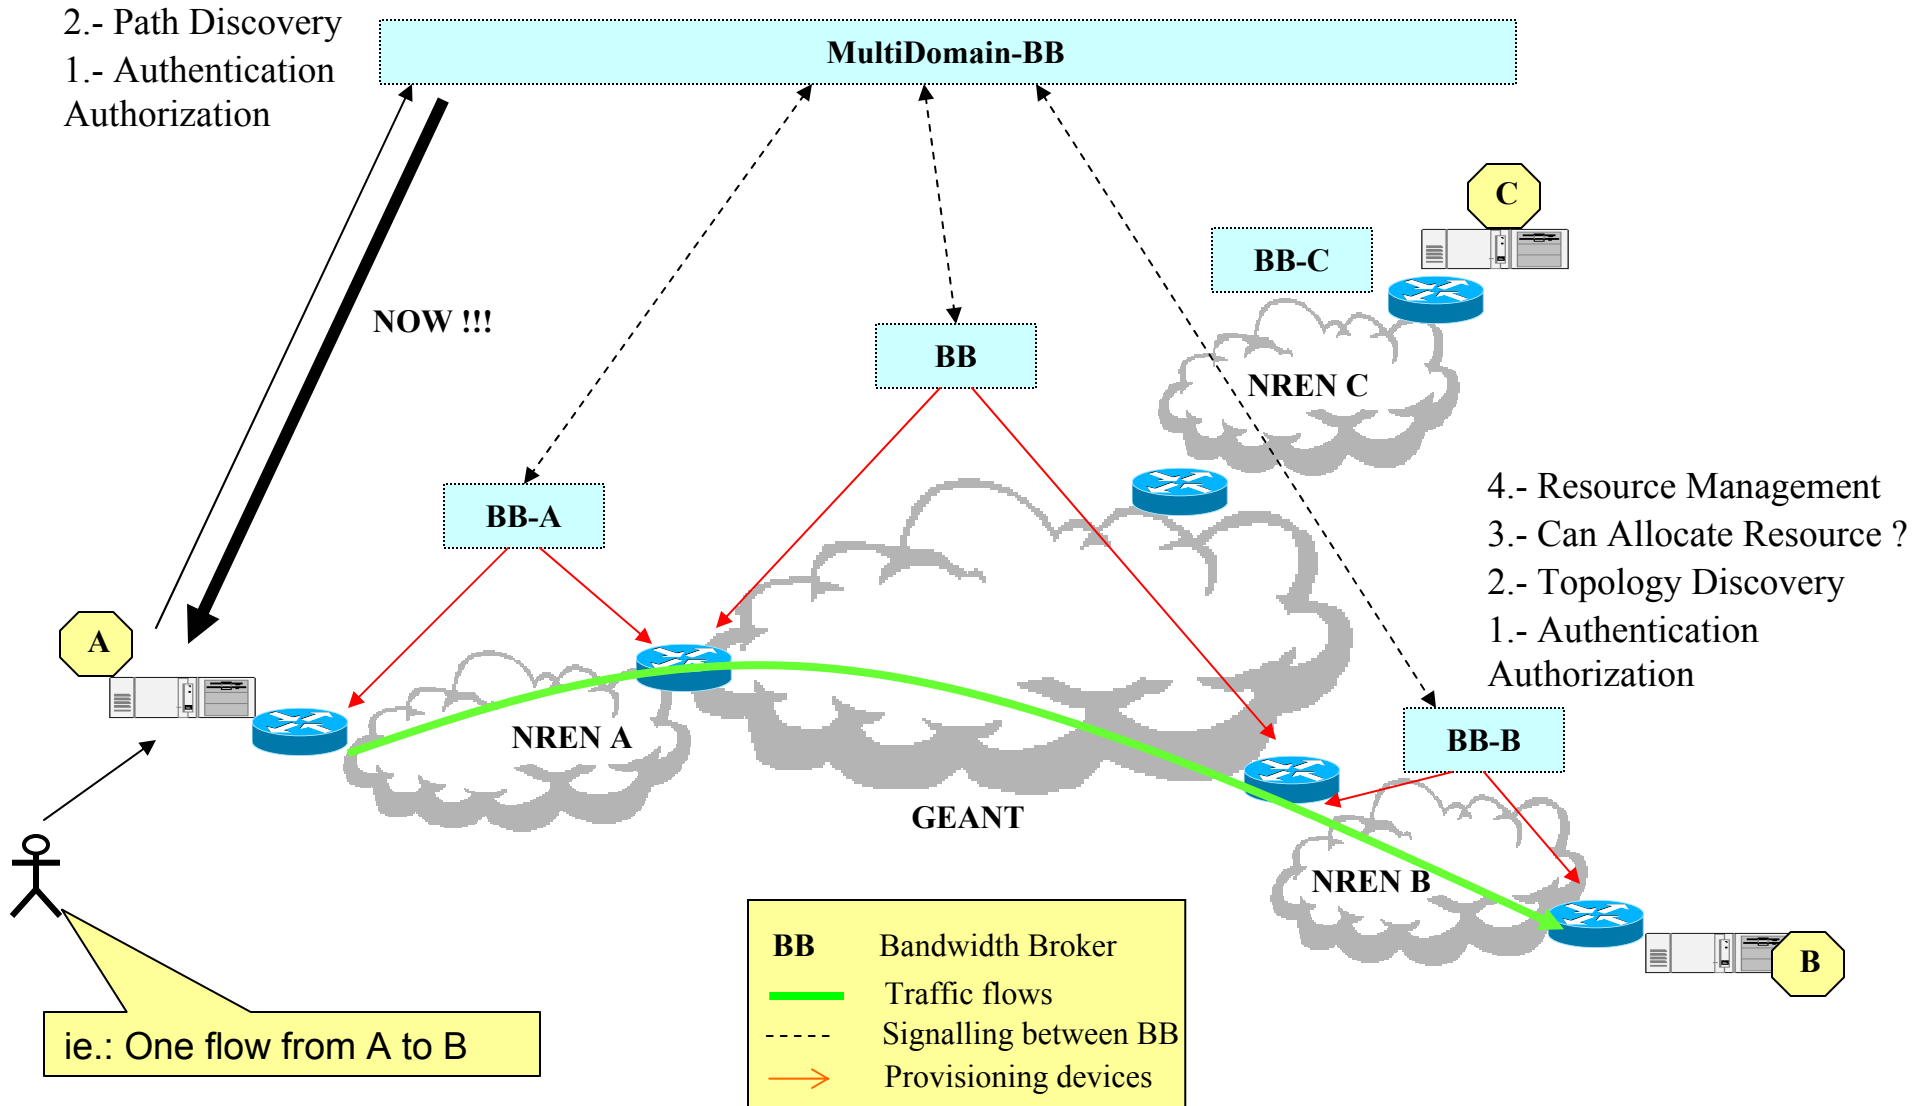 2.- Path Discovery
1.- Authentication
Authorization
MultiDomain-BB
NOW !!!
C
BB-C
BB
NREN C
BB-A
4.- Resource Management
3.- Can Allocate Resource ?
2.- Topology Discovery
1.- Authentication
Authorization
A
NREN A
BB-B
GEANT
NREN B
B
BB Bandwidth Broker
Traffic flows
Signalling between BB
Provisioning devices
ie.: One flow from A to B